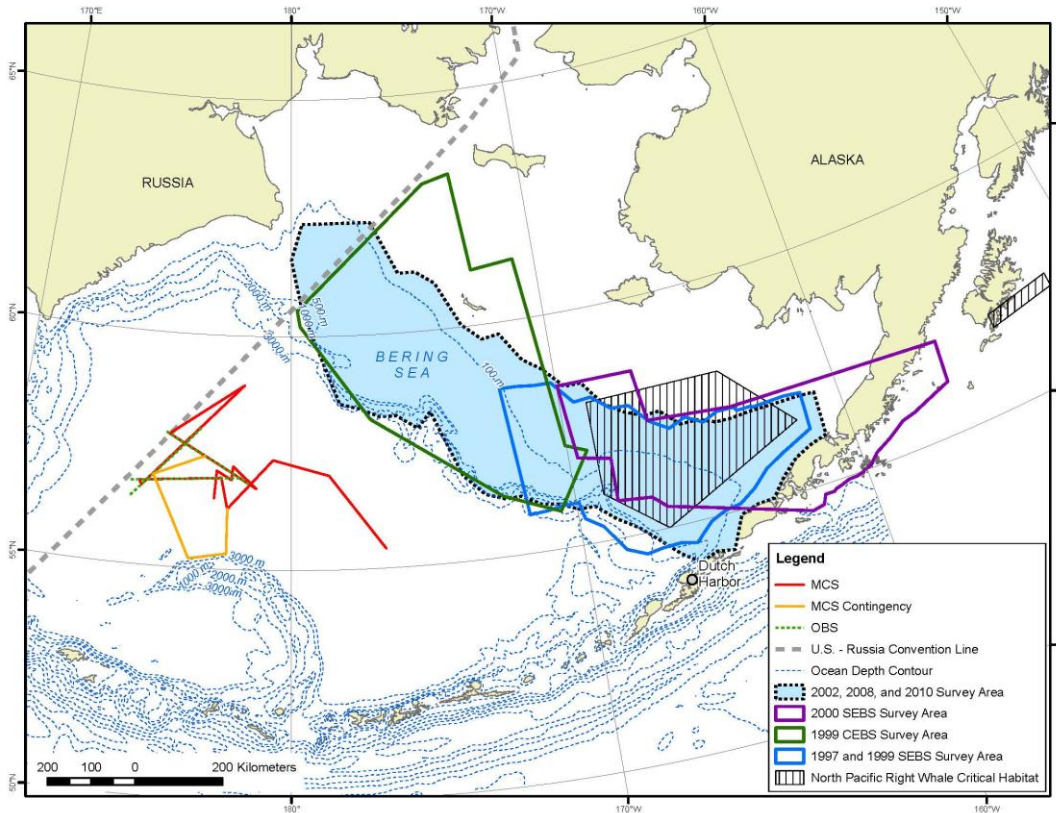 170°E
180°
170°W
160°W
150°W
65°N
60°N
55°N
50°N
RUSSIA
ALASKA
BERING
SEA
500 m
1000 m
3000 m
100 m
3000 m
2000 m
3000 m
Dutch
Harbor
Legend
MCS
MCS Contingency
OBS
U.S. - Russia Convention Line
Ocean Depth Contour
2002, 2008, and 2010 Survey Area
2000 SEBS Survey Area
1999 CEBS Survey Area
1997 and 1999 SEBS Survey Area
North Pacific Right Whale Critical Habitat
200 100 0 200 Kilometers
180°
170°W
160°W